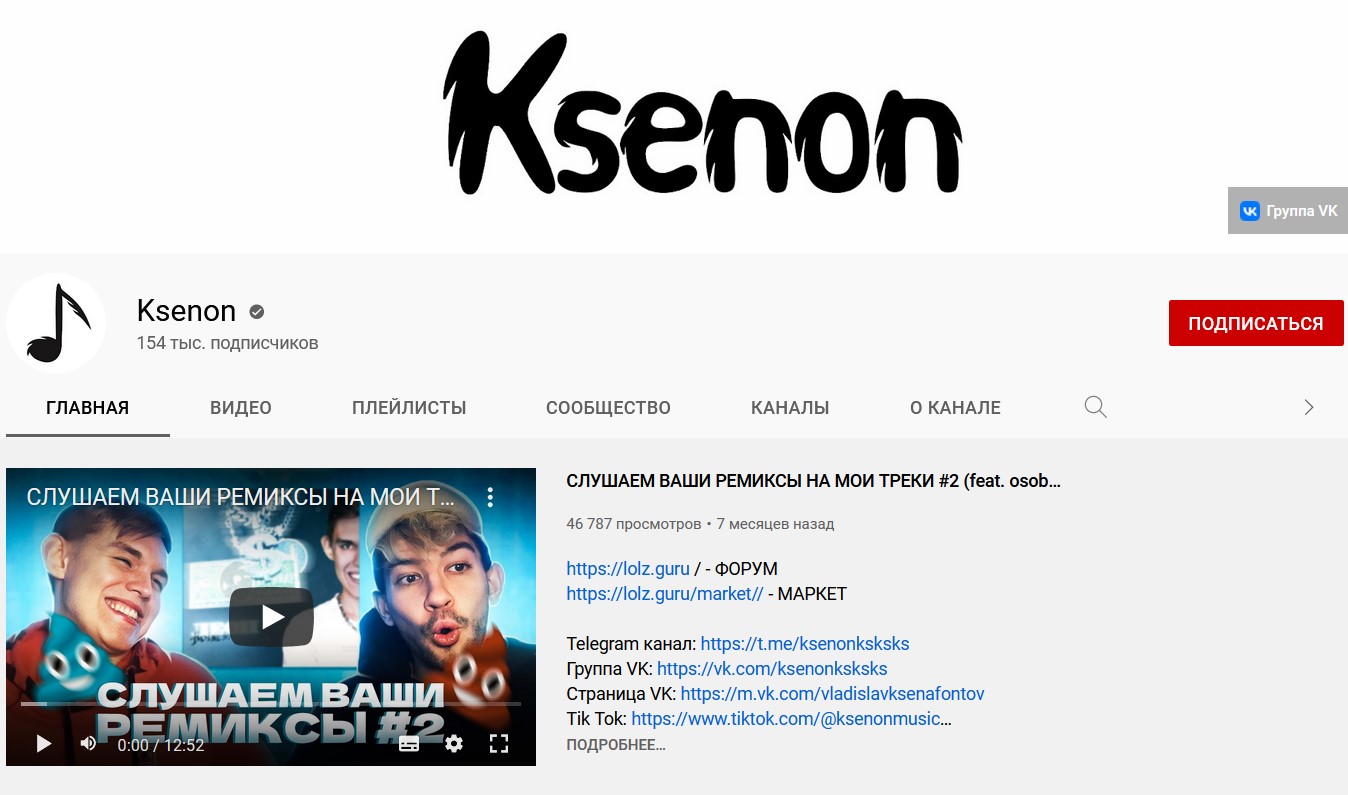 Ksenon
Группа VK
Ksenon
154 тыс. подписчиков
ПОДПИСАТЬСЯ
ГЛАВНАЯ
ВИДЕО
ПЛЕЙЛИСТЫ
СООБЩЕСТВО
КАНАЛЫ
О КАНАЛЕ
СЛУШАЕМ ВАШИ РЕМИКСЫ НА МОИ Т...
$
СЛУШАЕМ ВАШИ
РЕМИКСЫ #2
0:00 / 12:52
СЛУШАЕМ ВАШИ РЕМИКСЫ НА МОИ ТРЕКИ #2 (feat. osob...
46 787 просмотров • 7 месяцев назад
https://lolz.guru / - ФОРУМ
https://lolz.guru/market// - МАРКЕТ
Telegram канал: https://t.me/ksenonksksks
Группа VK: https://vk.com/ksenonksksks
Страница VK: https://m.vk.com/vladislavksenafontov
Tik Tok: https://www.tiktok.com/@ksenonmusic...
ПОДРОБНЕЕ...